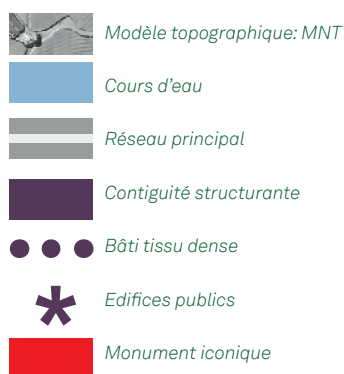 Modèle topographique: MNT
Cours d'eau
Réseau principal
Contiguité structurante
Bâti tissu dense
Edifices publics
Monument iconique